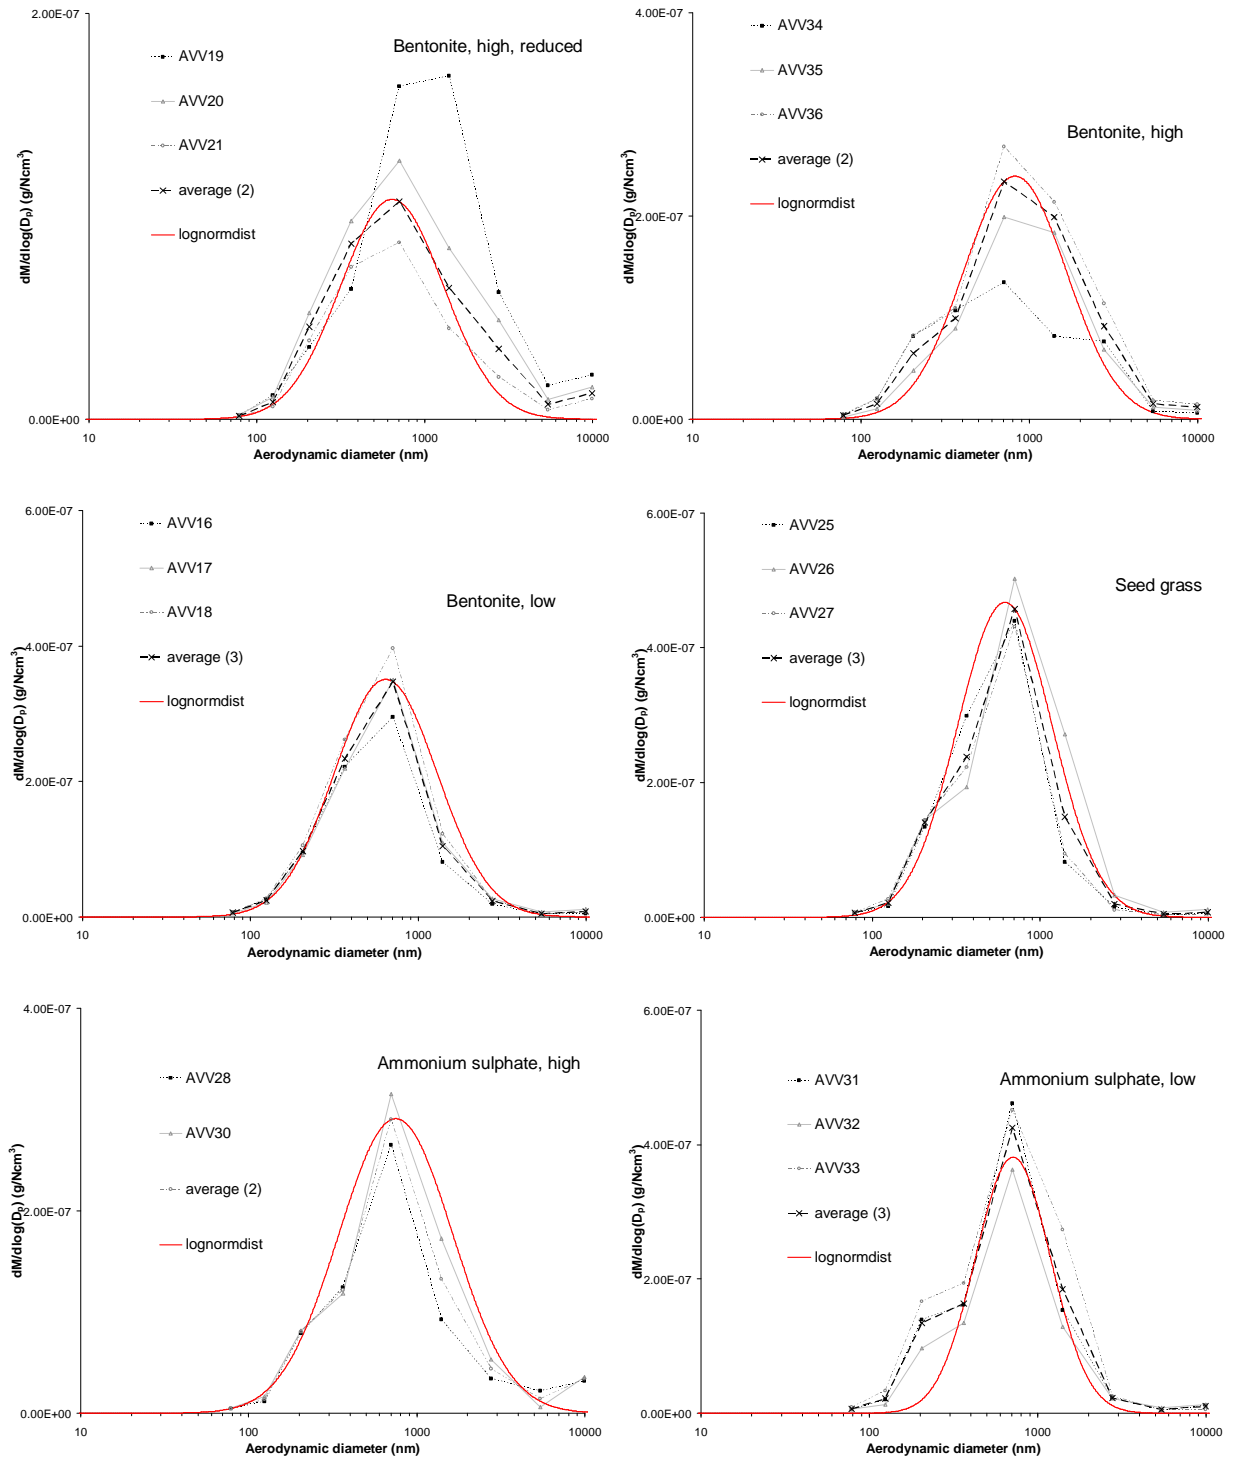 2.00E-07
AVV19
Bentonite, high, reduced
AVV20
AVV21
average (2)
lognormdist
dM/dlog(Dp) (g/Ncm³)
0.00E+00
10
100
1000
10000
Aerodynamic diameter (nm)
4.00E-07
AVV34
AVV35
AVV36
Bentonite, high
average (2)
2.00E-07
lognormdist
dM/dlog(Dp) (g/Ncm³)
0.00E+00
10
100
1000
10000
Aerodynamic diameter (nm)
6.00E-07
AVV16
AVV17
Bentonite, low
AVV18
average (3)
4.00E-07
lognormdist
dM/dlog(Dp) (g/Ncm³)
2.00E-07
0.00E+00
10
100
1000
10000
Aerodynamic diameter (nm)
6.00E-07
AVV25
AVV26
Seed grass
AVV27
average (3)
4.00E-07
lognormdist
dM/dlog(Dp) (g/Ncm³)
2.00E-07
0.00E+00
10
100
1000
10000
Aerodynamic diameter (nm)
4.00E-07
Ammonium sulphate, high
AVV28
AVV30
average (2)
2.00E-07
lognormdist
dM/dlog(Dp) (g/Ncm³)
0.00E+00
10
100
1000
10000
Aerodynamic diameter (nm)
6.00E-07
AVV31
Ammonium sulphate, low
AVV32
4.00E-07
AVV33
average (3)
lognormdist
dM/dlog(Dp) (g/Ncm³)
2.00E-07
0.00E+00
10
100
1000
10000
Aerodynamic diameter (nm)